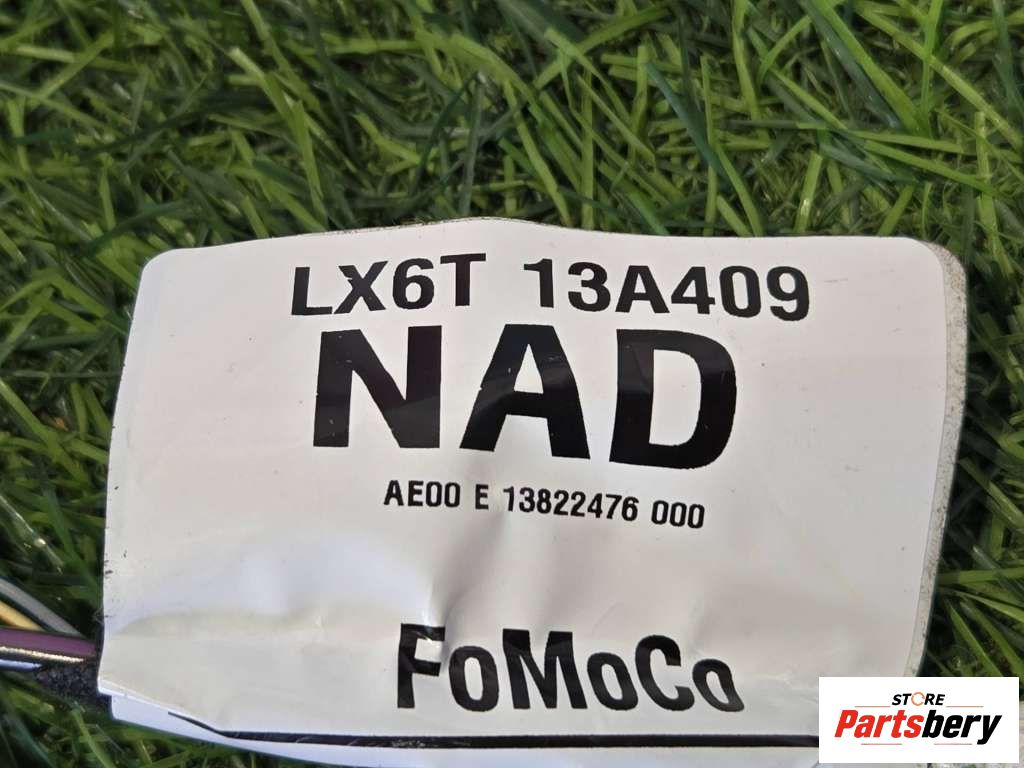 LX6T 13A409
NAD
AE00 E 13822476 000
FoMoCo
STORE
Partsbery